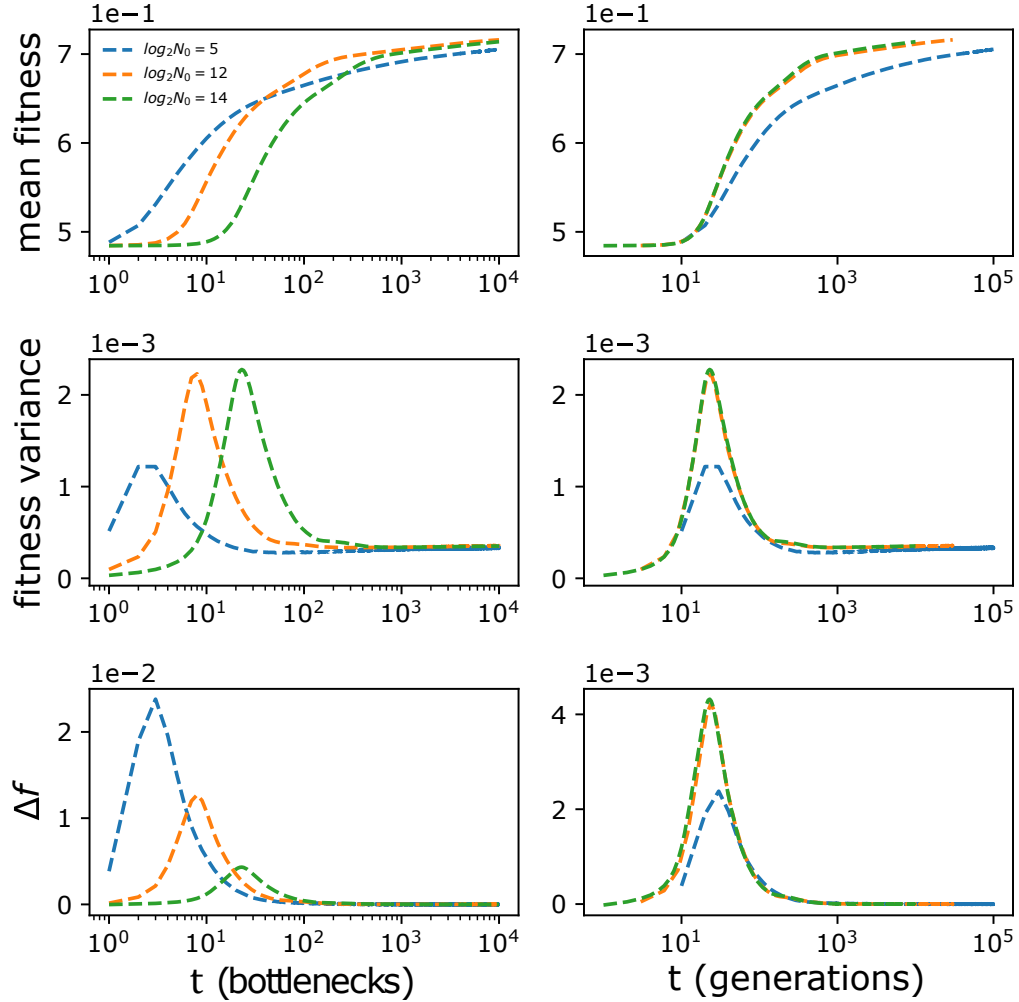 1e−1
mean fitness
7
6
5
log₂N₀ = 5
log₂N₀ = 12
log₂N₀ = 14
10⁰ 10¹ 10² 10³ 10⁴
10¹ 10³ 10⁵
1e−3
1e−3
fitness variance
2
1
0
2
1
0
10⁰ 10¹ 10² 10³ 10⁴
10¹ 10³ 10⁵
1e−2
1e−3
Δf
2
1
0
4
2
0
10⁰ 10¹ 10² 10³ 10⁴
10¹ 10³ 10⁵
t (bottlenecks)
t (generations)
1e−1
7
6
5